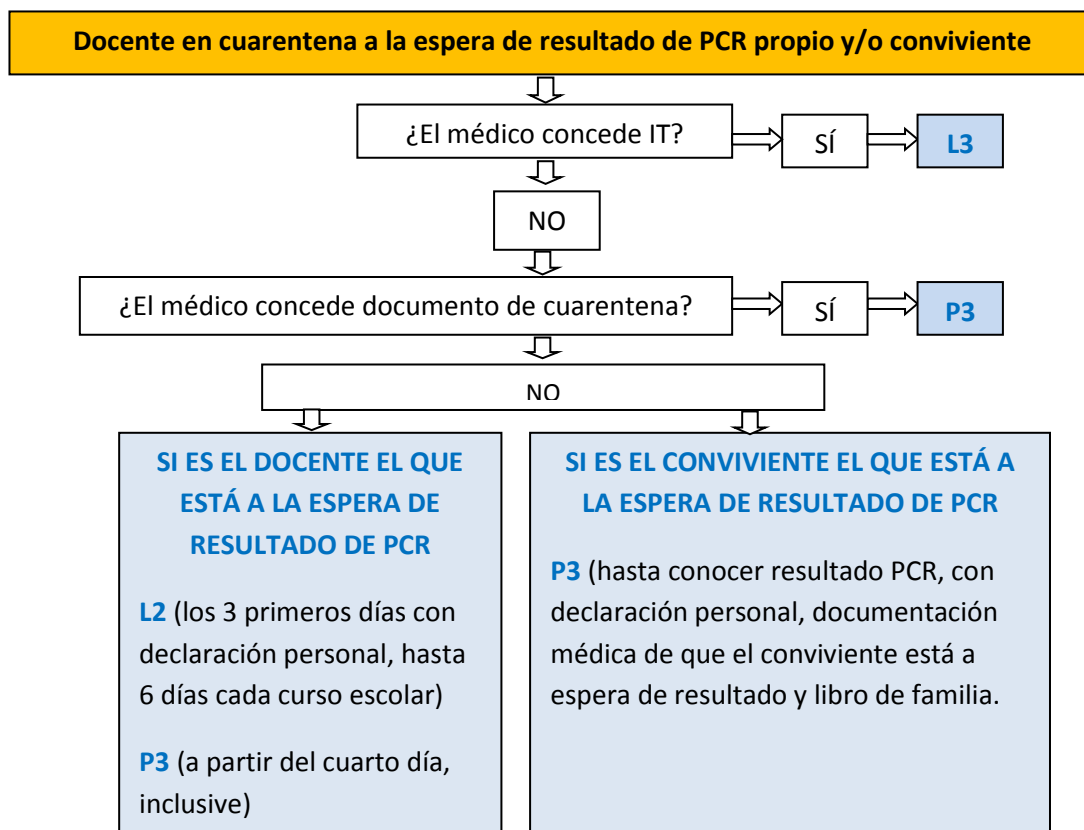 Docente en cuarentena a la espera de resultado de PCR propio y/o conviviente
¿El médico concede IT?
SÍ
L3
NO
¿El médico concede documento de cuarentena?
SÍ
P3
NO
SI ES EL DOCENTE EL QUE
ESTÁ A LA ESPERA DE
RESULTADO DE PCR
L2 (los 3 primeros días con
declaración personal, hasta
6 días cada curso escolar)
P3 (a partir del cuarto día,
inclusive)
SI ES EL CONVIVIENTE EL QUE ESTÁ A
LA ESPERA DE RESULTADO DE PCR
P3 (hasta conocer resultado PCR, con
declaración personal, documentación
médica de que el conviviente está a
espera de resultado y libro de familia.